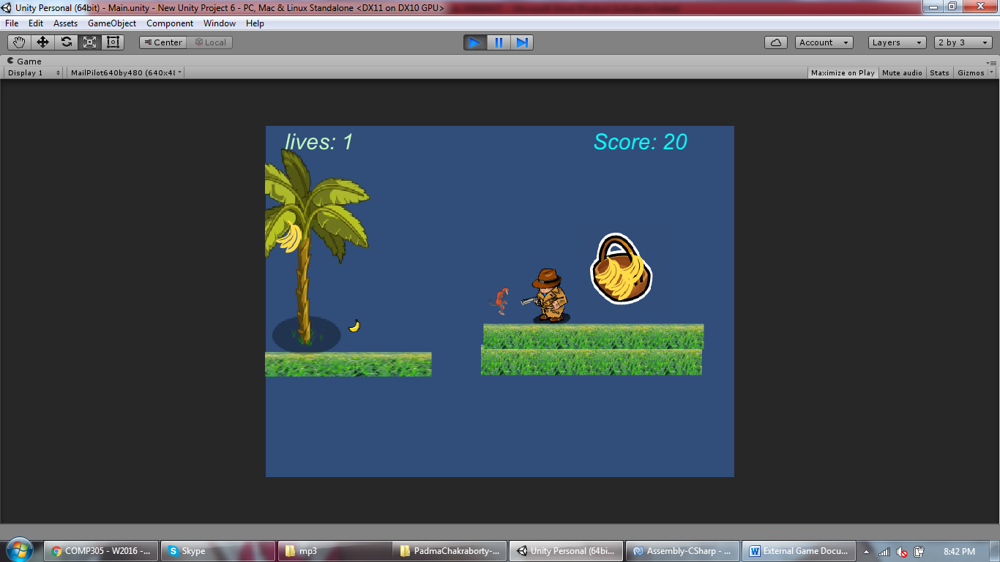 Unity Personal (64bit) - Main.unity - New Unity Project 6 - PC, Mac & Linux Standalone <DX11 on DX10 GPU>
File Edit Assets GameObject Component Window Help
Center Local Account Layers 2 by 3
Game
Display 1 MailPilot640by480 (640x48 Maximize on Play Mute audio Stats Gizmos
lives: 1 Score: 20
COMP305 - W2016 -... Skype mp3 PadmaChakraborty-... Unity Personal (64bi... Assembly-CSharp - ... External Game Docu... 8:42 PM